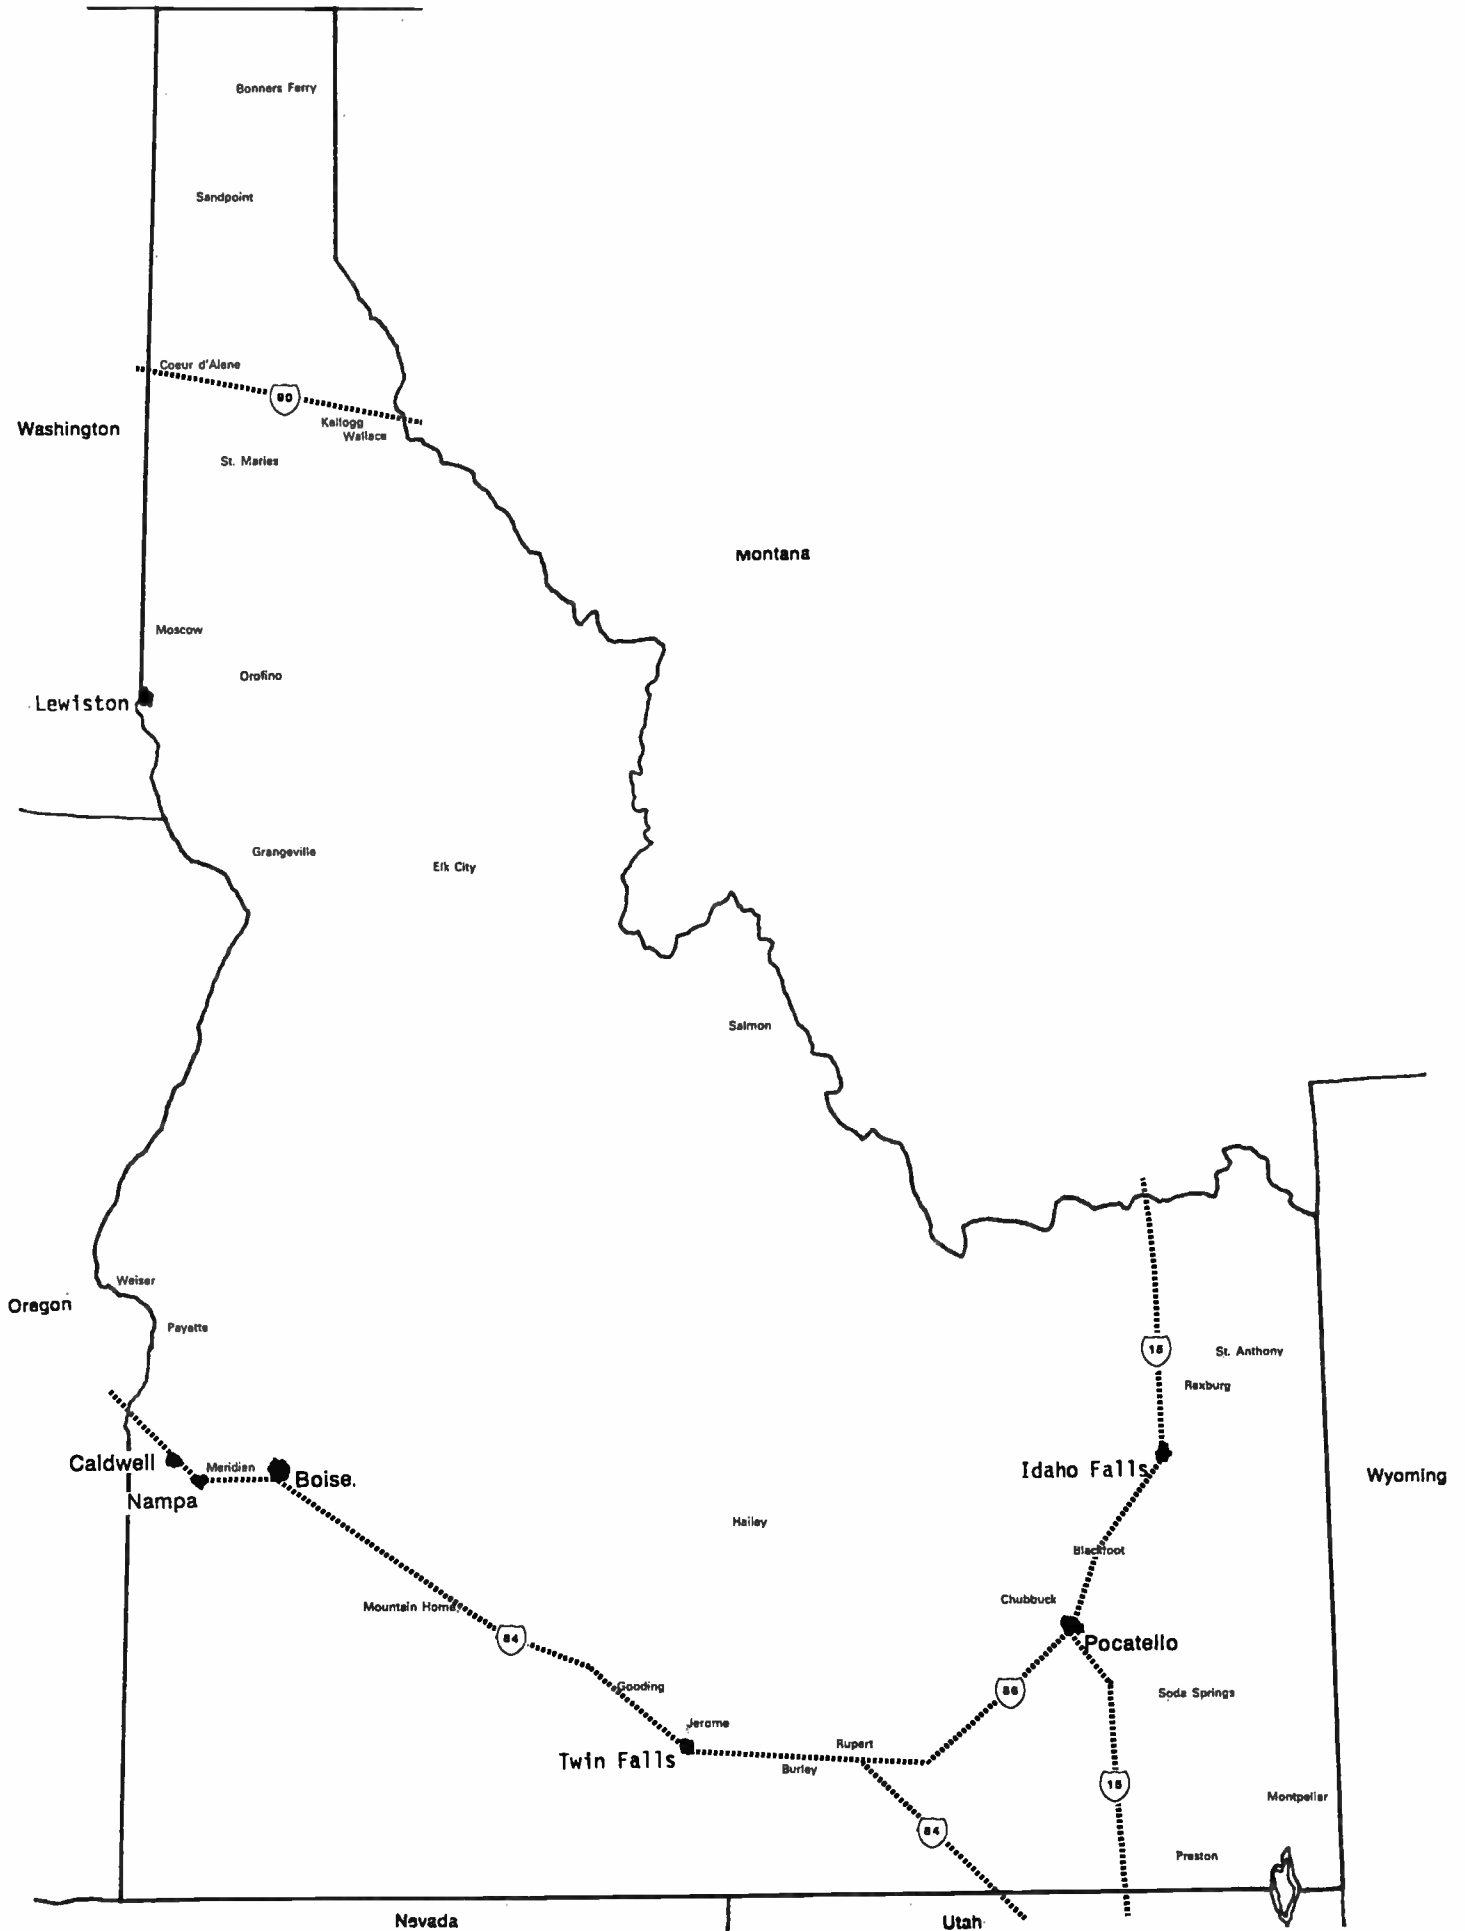 Bonners Ferry
Sandpoint
Coeur d'Alene
90
Kellogg
Wallace
Washington
St. Maries
Montana
Moscow
Orofino
Lewiston
Grangeville
Elk City
Salmon
Weiser
Oregon
Payette
15
St. Anthony
Rexburg
Caldwell
Meridian
Boise.
Nampa
Idaho Falls
Wyoming
Hailey
Blackfoot
Mountain Home
84
Chubbuck
Pocatello
Gooding
86
Soda Springs
Jerome
Twin Falls
Rupert
Burley
15
Montpelier
84
Preston
Nevada
Utah